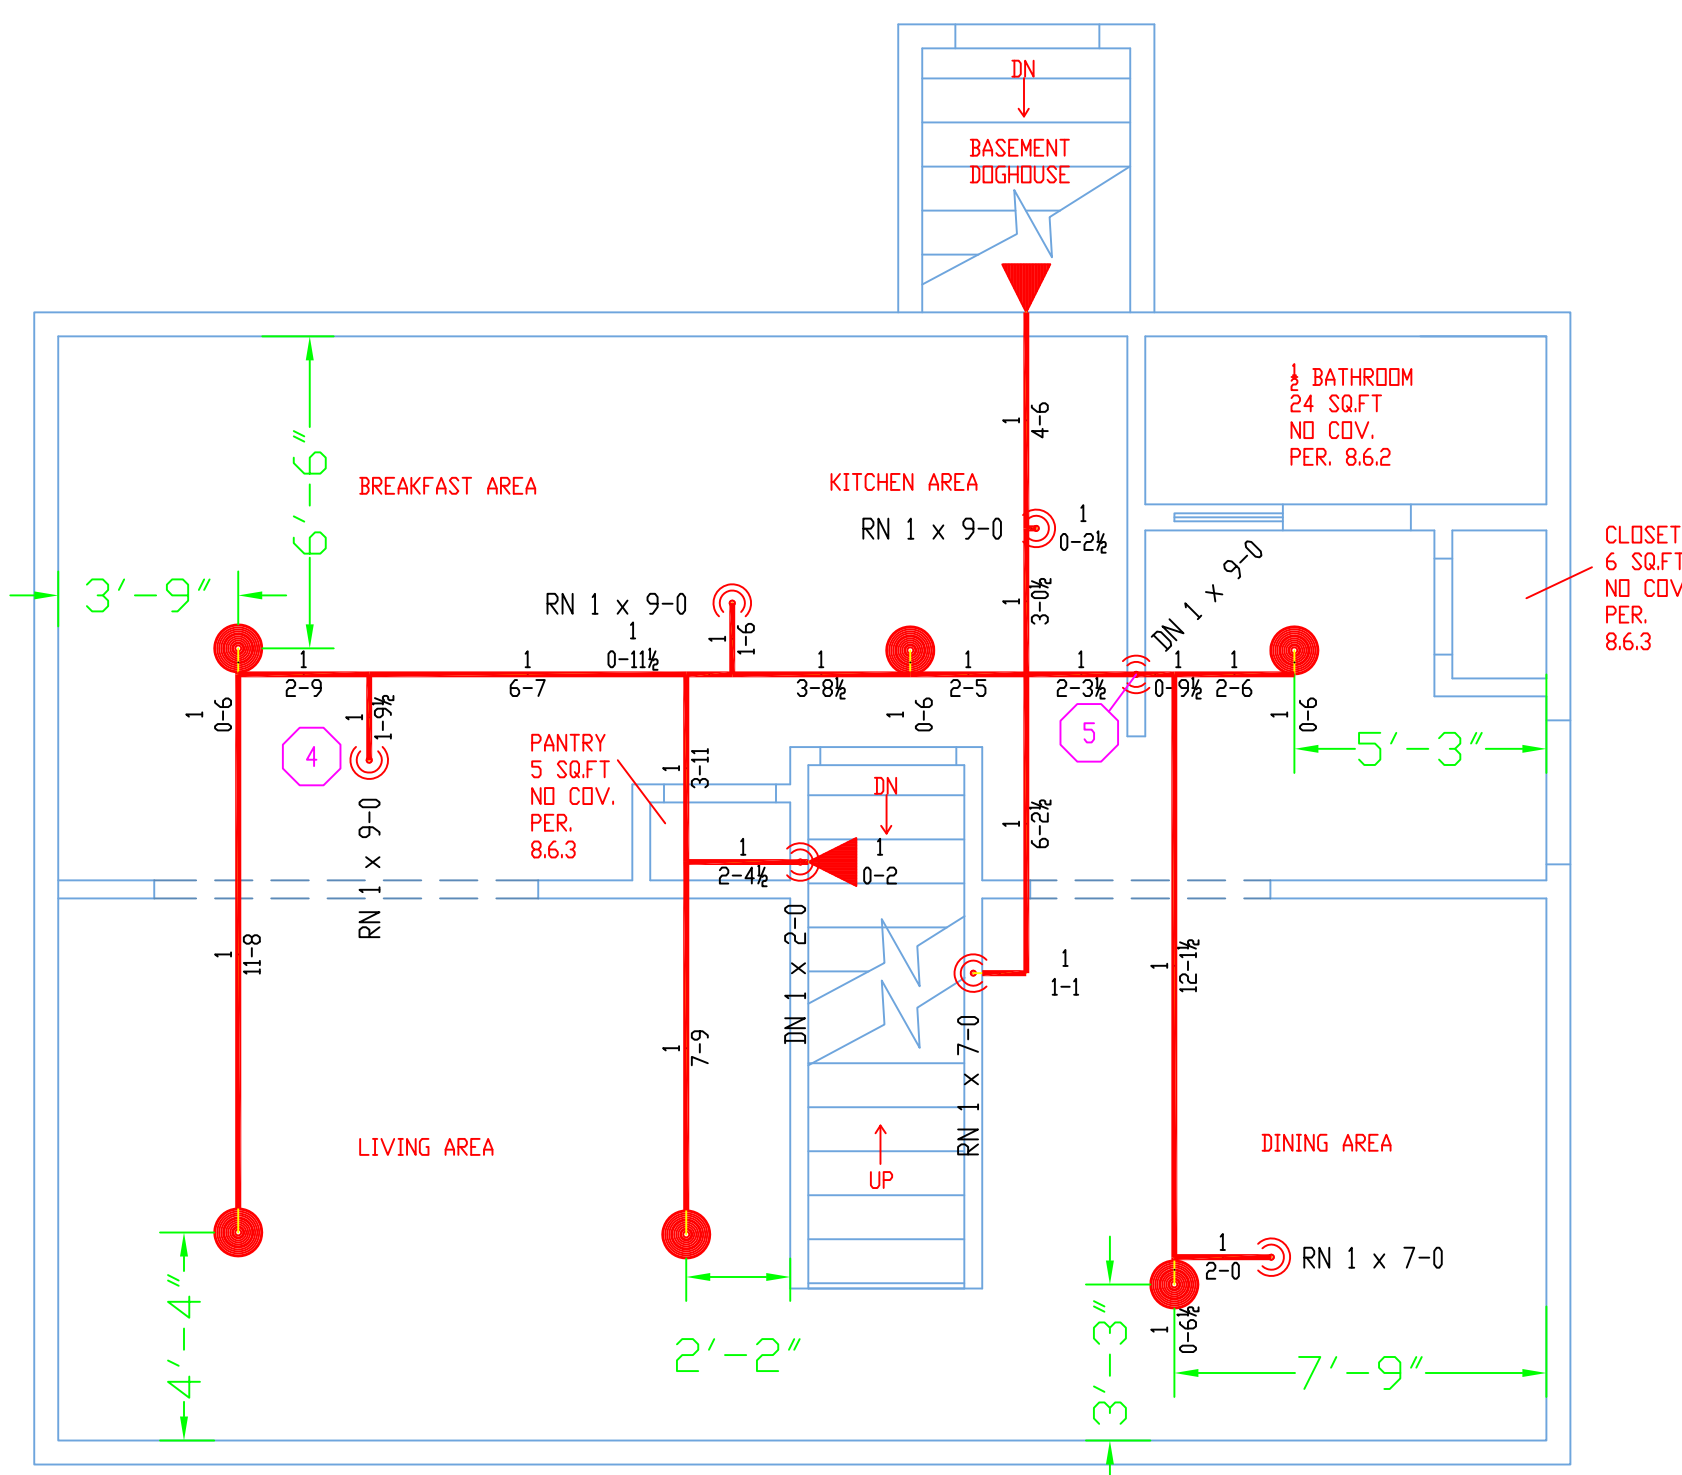 DN
BASEMENT
DOGHOUSE
½ BATHROOM
24 SQ.FT
NO COV.
PER. 8.6.2
1
4-6
6'-6"
BREAKFAST AREA
KITCHEN AREA
RN 1 x 9-0
1
0-2½
CLOSET
6 SQ.FT
NO COV
PER.
8.6.3
3'-9"
RN 1 x 9-0
1
3-0½
DN 1 x 9-0
1
2-9
1
6-7
1
0-11½
1
1-6
1
3-8½
1
2-5
1
2-3½
1
0-9½
1
2-6
1
0-6
1
1-9½
4
1
0-6
5
1
0-6
5'-3"
PANTRY
5 SQ.FT
NO COV.
PER.
8.6.3
1
3-11
DN
1
6-2½
RN 1 x 9-0
1
2-4½
1
0-2
1
11-8
DN 1 x 2-0
1
12-1½
1
1-1
1
7-9
RN 1 x 7-0
LIVING AREA
DINING AREA
UP
1
2-0
RN 1 x 7-0
4'-4"
2'-2"
3'-3"
1
0-6½
7'-9"